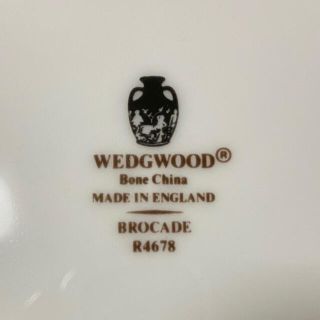 WEDGWOOD®
Bone China
MADE IN ENGLAND
BROCADE
R4678